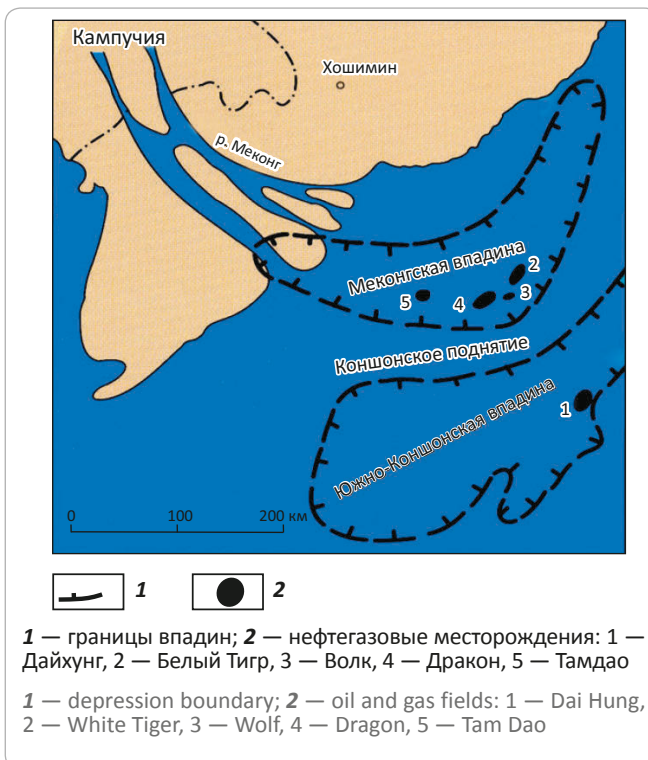 Кампучия
Хошимин
р. Меконг
Меконгская впадина
2
3
4
5
Коншонское поднятие
Южно-Коншонская впадина
1
0 100 200 км
1 2
1 — границы впадин; 2 — нефтегазовые месторождения: 1 —
Дайхунг, 2 — Белый Тигр, 3 — Волк, 4 — Дракон, 5 — Тамдао
1 — depression boundary; 2 — oil and gas fields: 1 — Dai Hung,
2 — White Tiger, 3 — Wolf, 4 — Dragon, 5 — Tam Dao